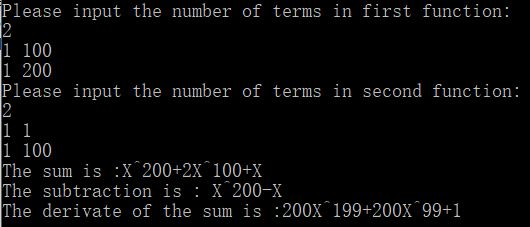 Please input the number of terms in first function:
2
1 100
1 200
Please input the number of terms in second function:
2
1 1
1 100
The sum is :X^200+2X^100+X
The subtraction is : X^200-X
The derivate of the sum is :200X^199+200X^99+1